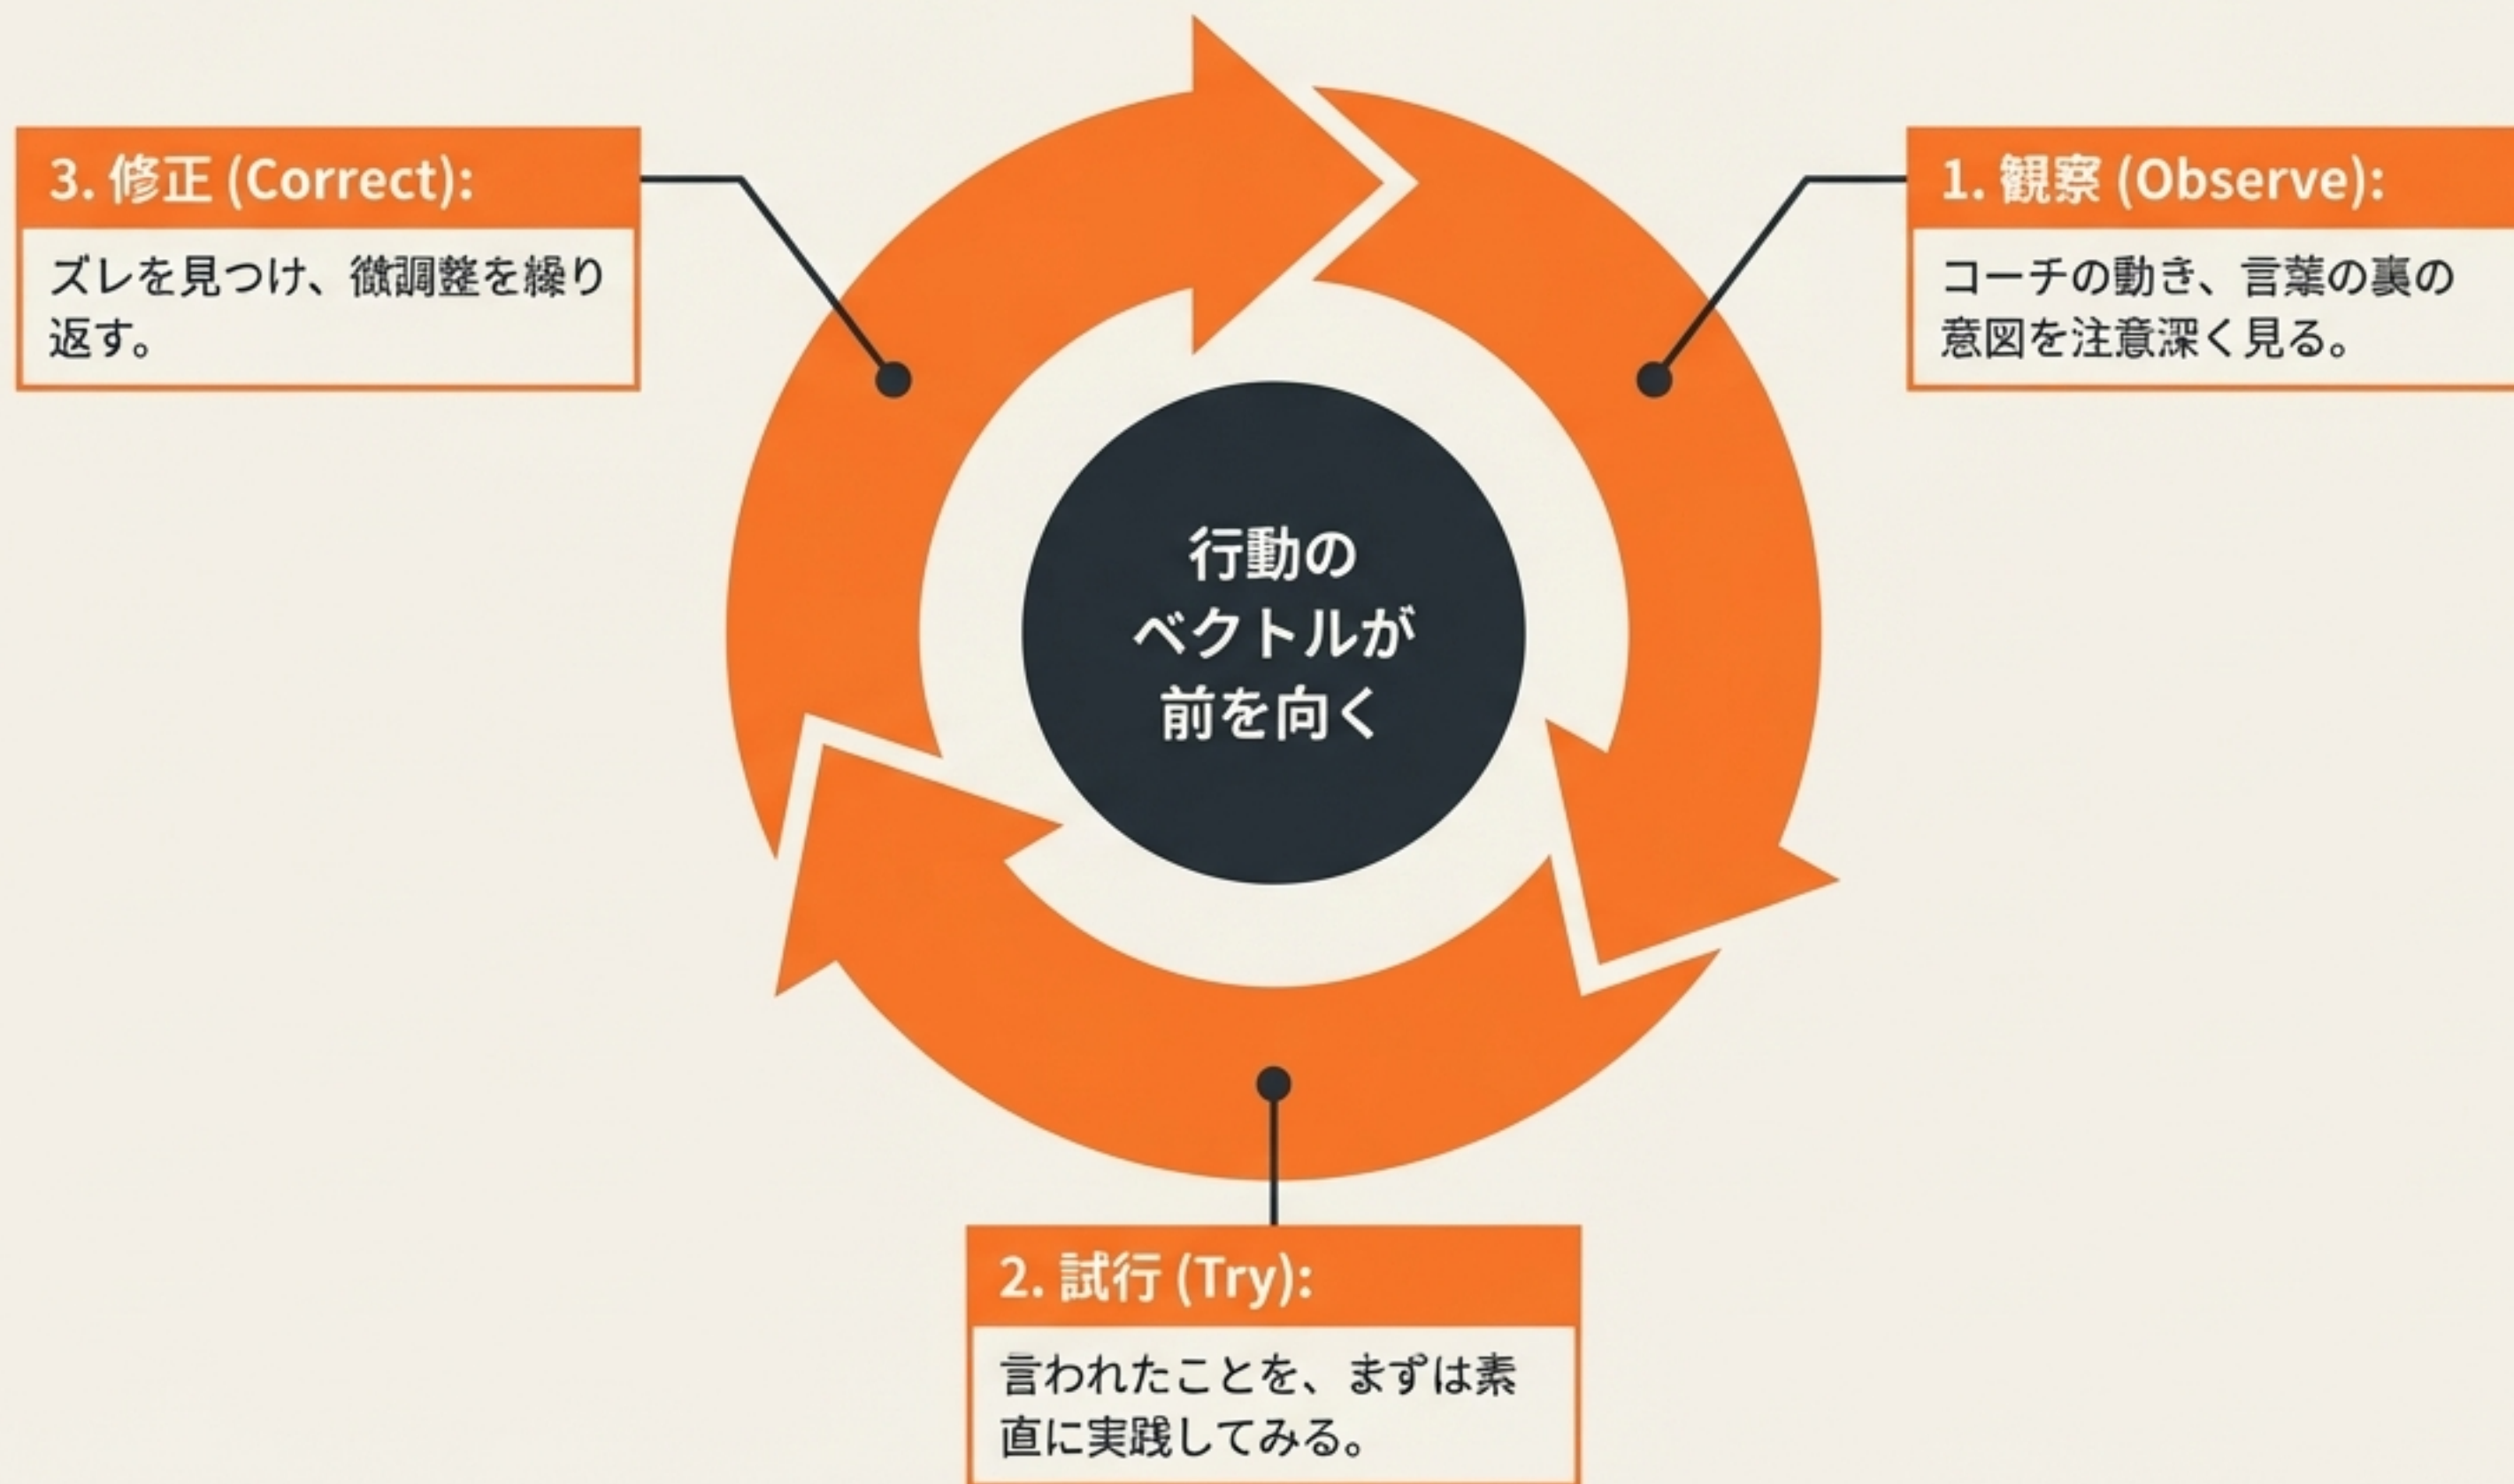 3. 修正 (Correct):
ズレを見つけ、微調整を繰り
返す。
1. 観察 (Observe):
コーチの動き、言葉の裏の
意図を注意深く見る。
行動の
ベクトルが
前を向く
2. 試行 (Try):
言われたことを、まずは素
直に実践してみる。